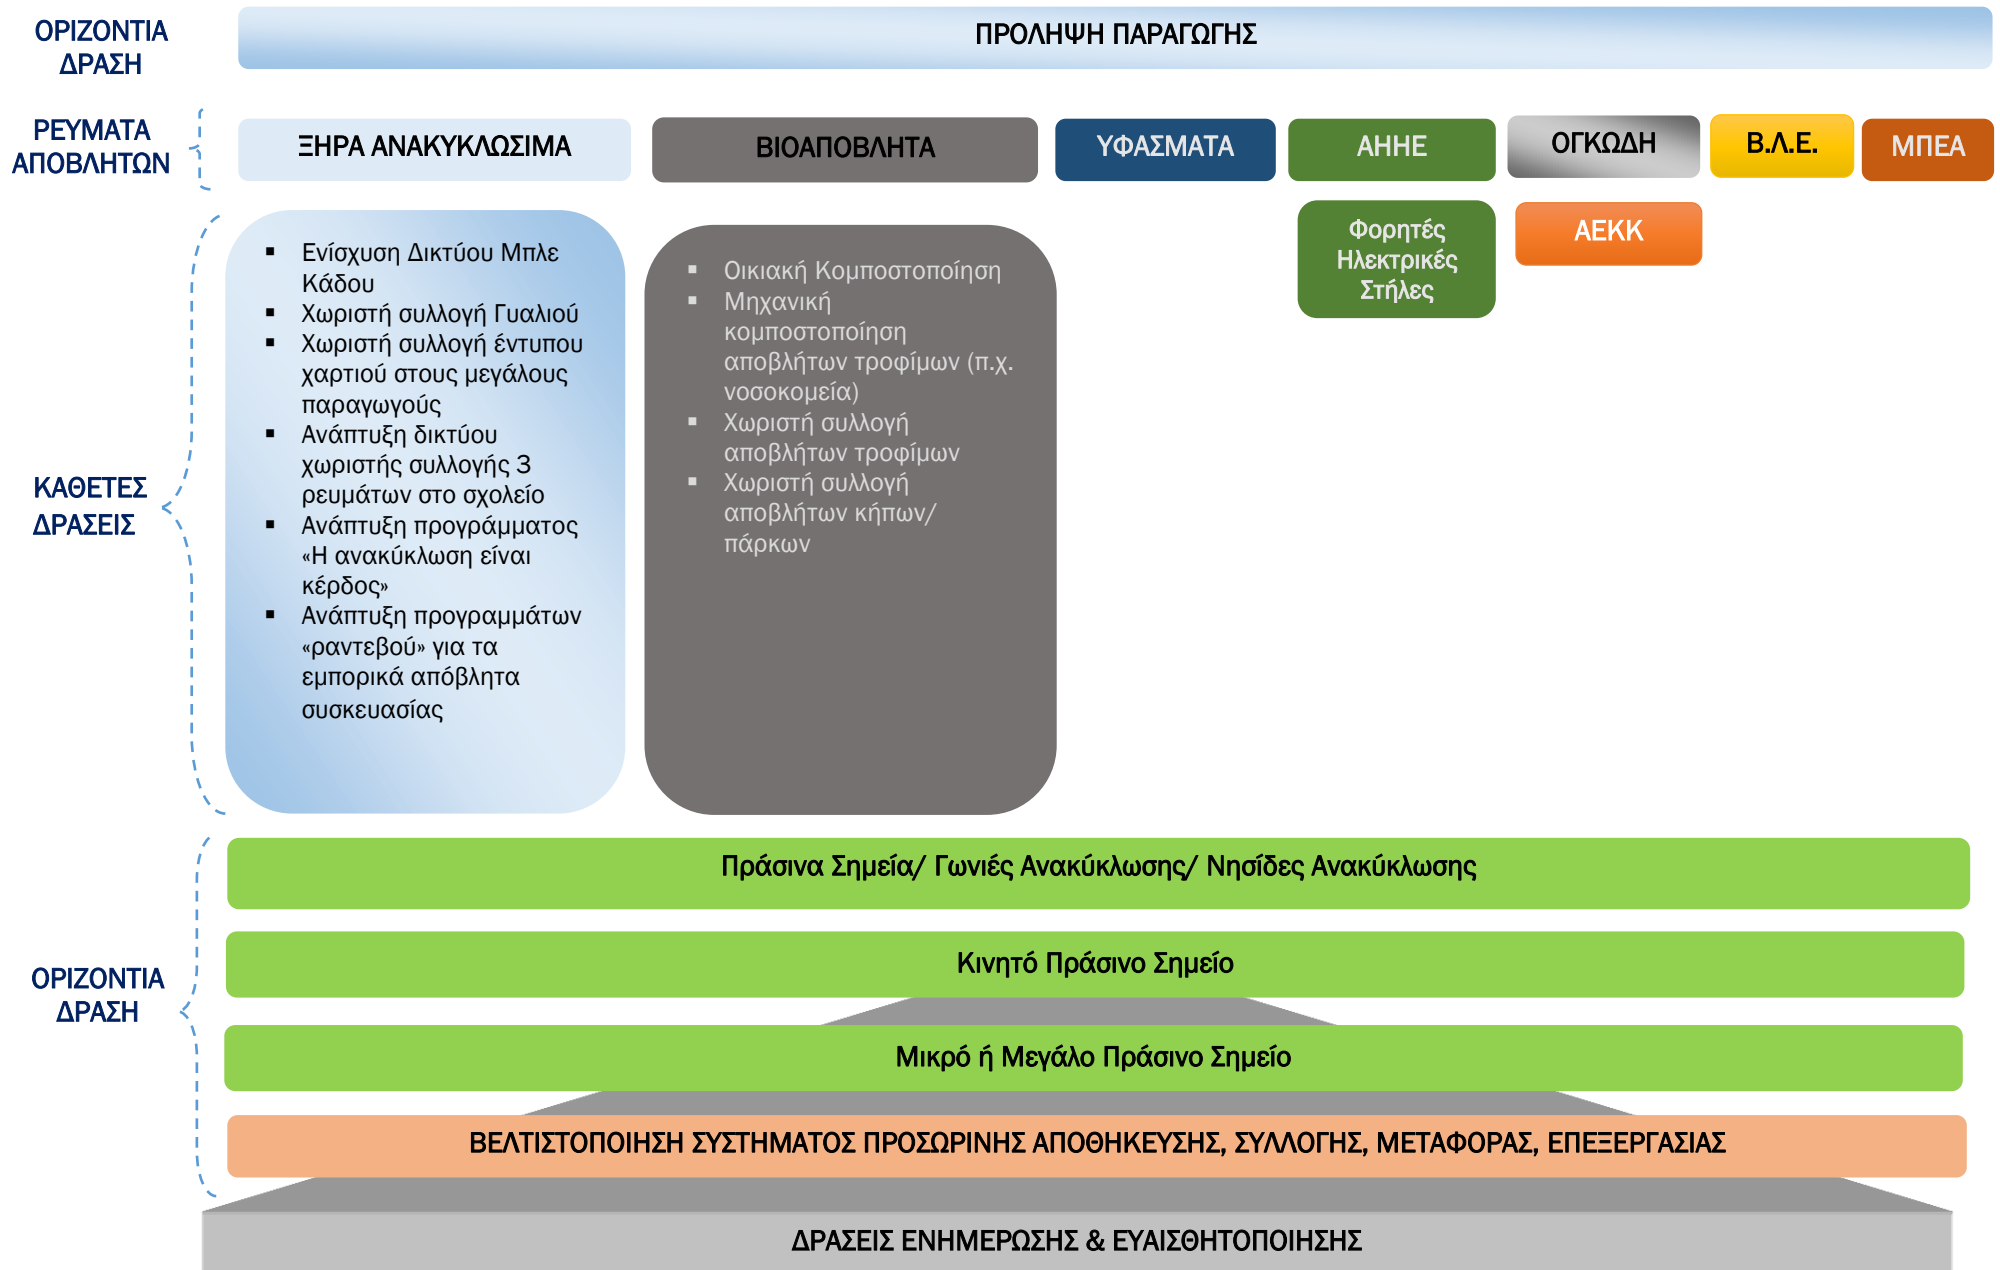 ΟΡΙΖΟΝΤΙΑ
ΔΡΑΣΗ
ΠΡΟΛΗΨΗ ΠΑΡΑΓΩΓΗΣ
ΡΕΥΜΑΤΑ
ΑΠΟΒΛΗΤΩΝ
ΞΗΡΑ ΑΝΑΚΥΚΛΩΣΙΜΑ
ΒΙΟΑΠΟΒΛΗΤΑ
ΥΦΑΣΜΑΤΑ
ΑΗΗΕ
ΟΓΚΩΔΗ
Β.Λ.Ε.
ΜΠΕΑ
Φορητές
Ηλεκτρικές
Στήλες
ΑΕΚΚ
ΚΑΘΕΤΕΣ
ΔΡΑΣΕΙΣ
▪ Ενίσχυση Δικτύου Μπλε
Κάδου
▪ Χωριστή συλλογή Γυαλιού
▪ Χωριστή συλλογή έντυπου
χαρτιού στους μεγάλους
παραγωγούς
▪ Ανάπτυξη δικτύου
χωριστής συλλογής 3
ρευμάτων στο σχολείο
▪ Ανάπτυξη προγράμματος
«Η ανακύκλωση είναι
κέρδος»
▪ Ανάπτυξη προγραμμάτων
«ραντεβού» για τα
εμπορικά απόβλητα
συσκευασίας
▪ Οικιακή Κομποστοποίηση
▪ Μηχανική
κομποστοποίηση
αποβλήτων τροφίμων (π.χ.
νοσοκομεία)
▪ Χωριστή συλλογή
αποβλήτων τροφίμων
▪ Χωριστή συλλογή
αποβλήτων κήπων/
πάρκων
ΟΡΙΖΟΝΤΙΑ
ΔΡΑΣΗ
Πράσινα Σημεία/ Γωνιές Ανακύκλωσης/ Νησίδες Ανακύκλωσης
Κινητό Πράσινο Σημείο
Μικρό ή Μεγάλο Πράσινο Σημείο
ΒΕΛΤΙΣΤΟΠΟΙΗΣΗ ΣΥΣΤΗΜΑΤΟΣ ΠΡΟΣΩΡΙΝΗΣ ΑΠΟΘΗΚΕΥΣΗΣ, ΣΥΛΛΟΓΗΣ, ΜΕΤΑΦΟΡΑΣ, ΕΠΕΞΕΡΓΑΣΙΑΣ
ΔΡΑΣΕΙΣ ΕΝΗΜΕΡΩΣΗΣ & ΕΥΑΙΣΘΗΤΟΠΟΙΗΣΗΣ